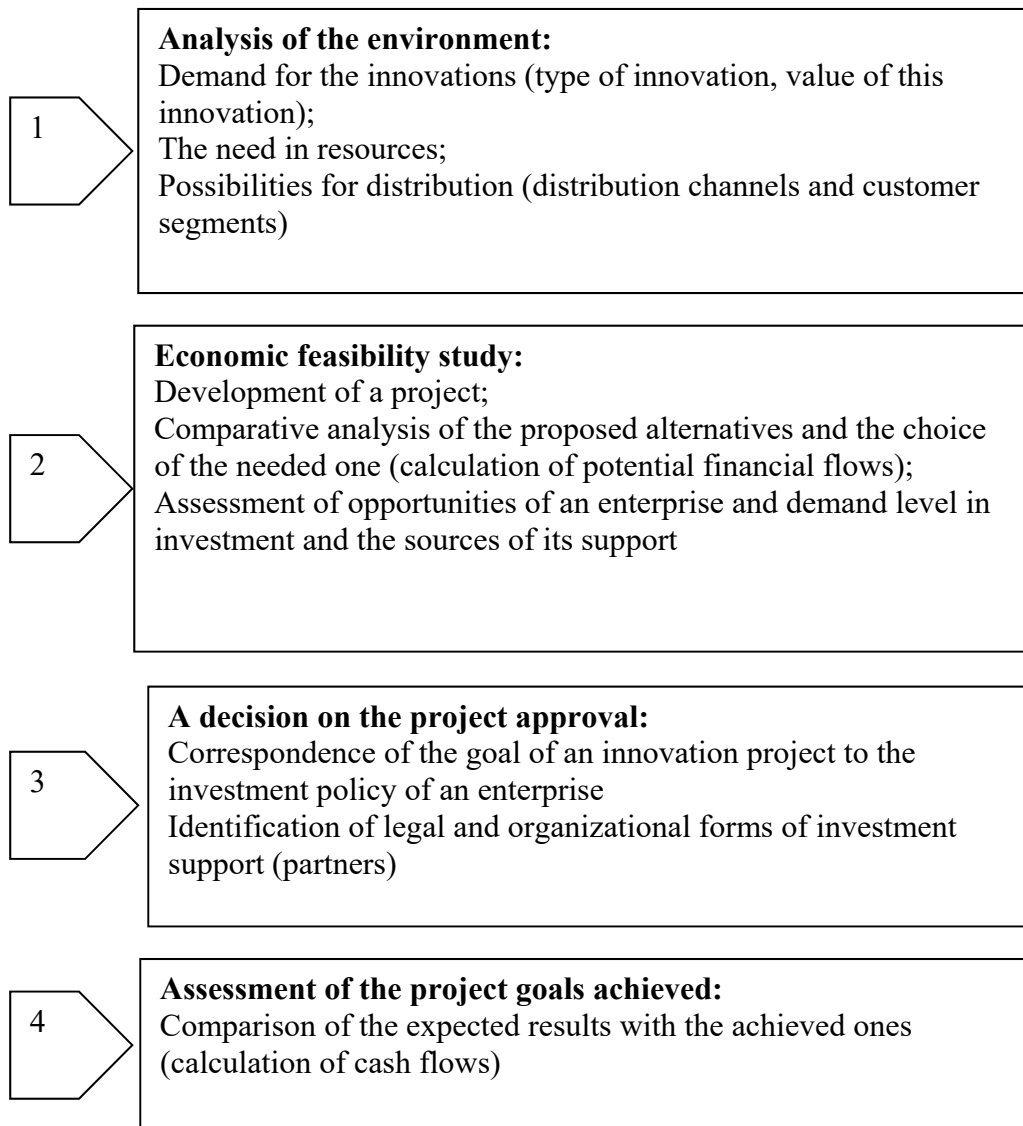 1
Analysis of the environment:
Demand for the innovations (type of innovation, value of this
innovation);
The need in resources;
Possibilities for distribution (distribution channels and customer
segments)
2
Economic feasibility study:
Development of a project;
Comparative analysis of the proposed alternatives and the choice
of the needed one (calculation of potential financial flows);
Assessment of opportunities of an enterprise and demand level in
investment and the sources of its support
3
A decision on the project approval:
Correspondence of the goal of an innovation project to the
investment policy of an enterprise
Identification of legal and organizational forms of investment
support (partners)
4
Assessment of the project goals achieved:
Comparison of the expected results with the achieved ones
(calculation of cash flows)